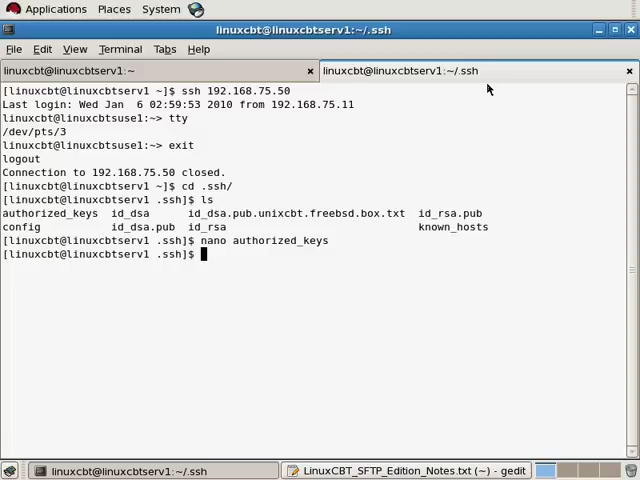 Applications Places System
linuxcbt@linuxcbtserv1:~/.ssh
File Edit View Terminal Tabs Help
linuxcbt@linuxcbtserv1:~ linuxcbt@linuxcbtserv1:~/.ssh
[linuxcbt@linuxcbtserv1 ~]$ ssh 192.168.75.50
Last login: Wed Jan  6 02:59:53 2010 from 192.168.75.11
linuxcbt@linuxcbtsuse1:~> tty
/dev/pts/3
linuxcbt@linuxcbtsuse1:~> exit
logout
Connection to 192.168.75.50 closed.
[linuxcbt@linuxcbtserv1 ~]$ cd .ssh/
[linuxcbt@linuxcbtserv1 .ssh]$ ls
authorized_keys  id_dsa      id_dsa.pub.unixcbt.freebsd.box.txt  id_rsa.pub
config           id_dsa.pub  id_rsa                              known_hosts
[linuxcbt@linuxcbtserv1 .ssh]$ nano authorized_keys
[linuxcbt@linuxcbtserv1 .ssh]$
linuxcbt@linuxcbtserv1:~/.ssh LinuxCBT_SFTP_Edition_Notes.txt (~) - gedit